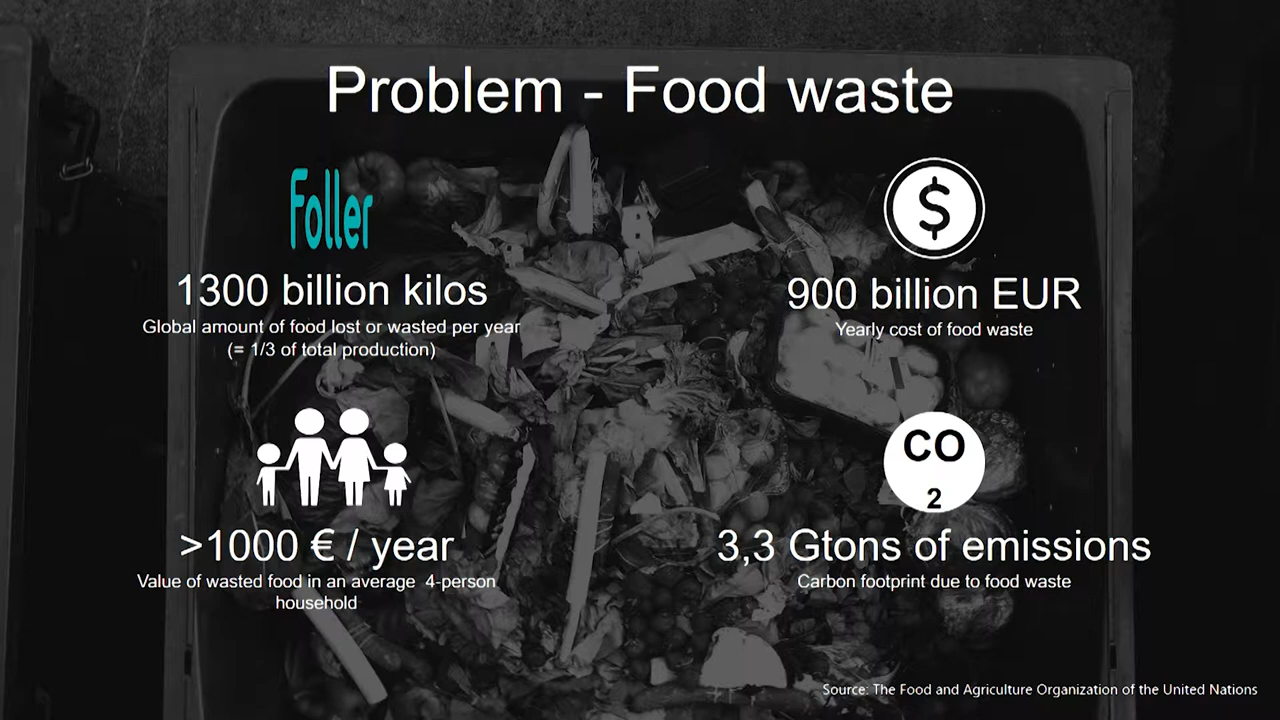 Problem - Food waste
Foller
1300 billion kilos
Global amount of food lost or wasted per year
(= 1/3 of total production)
$
900 billion EUR
Yearly cost of food waste
>1000 € / year
Value of wasted food in an average 4-person
household
CO
2
3,3 Gtons of emissions
Carbon footprint due to food waste
Source: The Food and Agriculture Organization of the United Nations